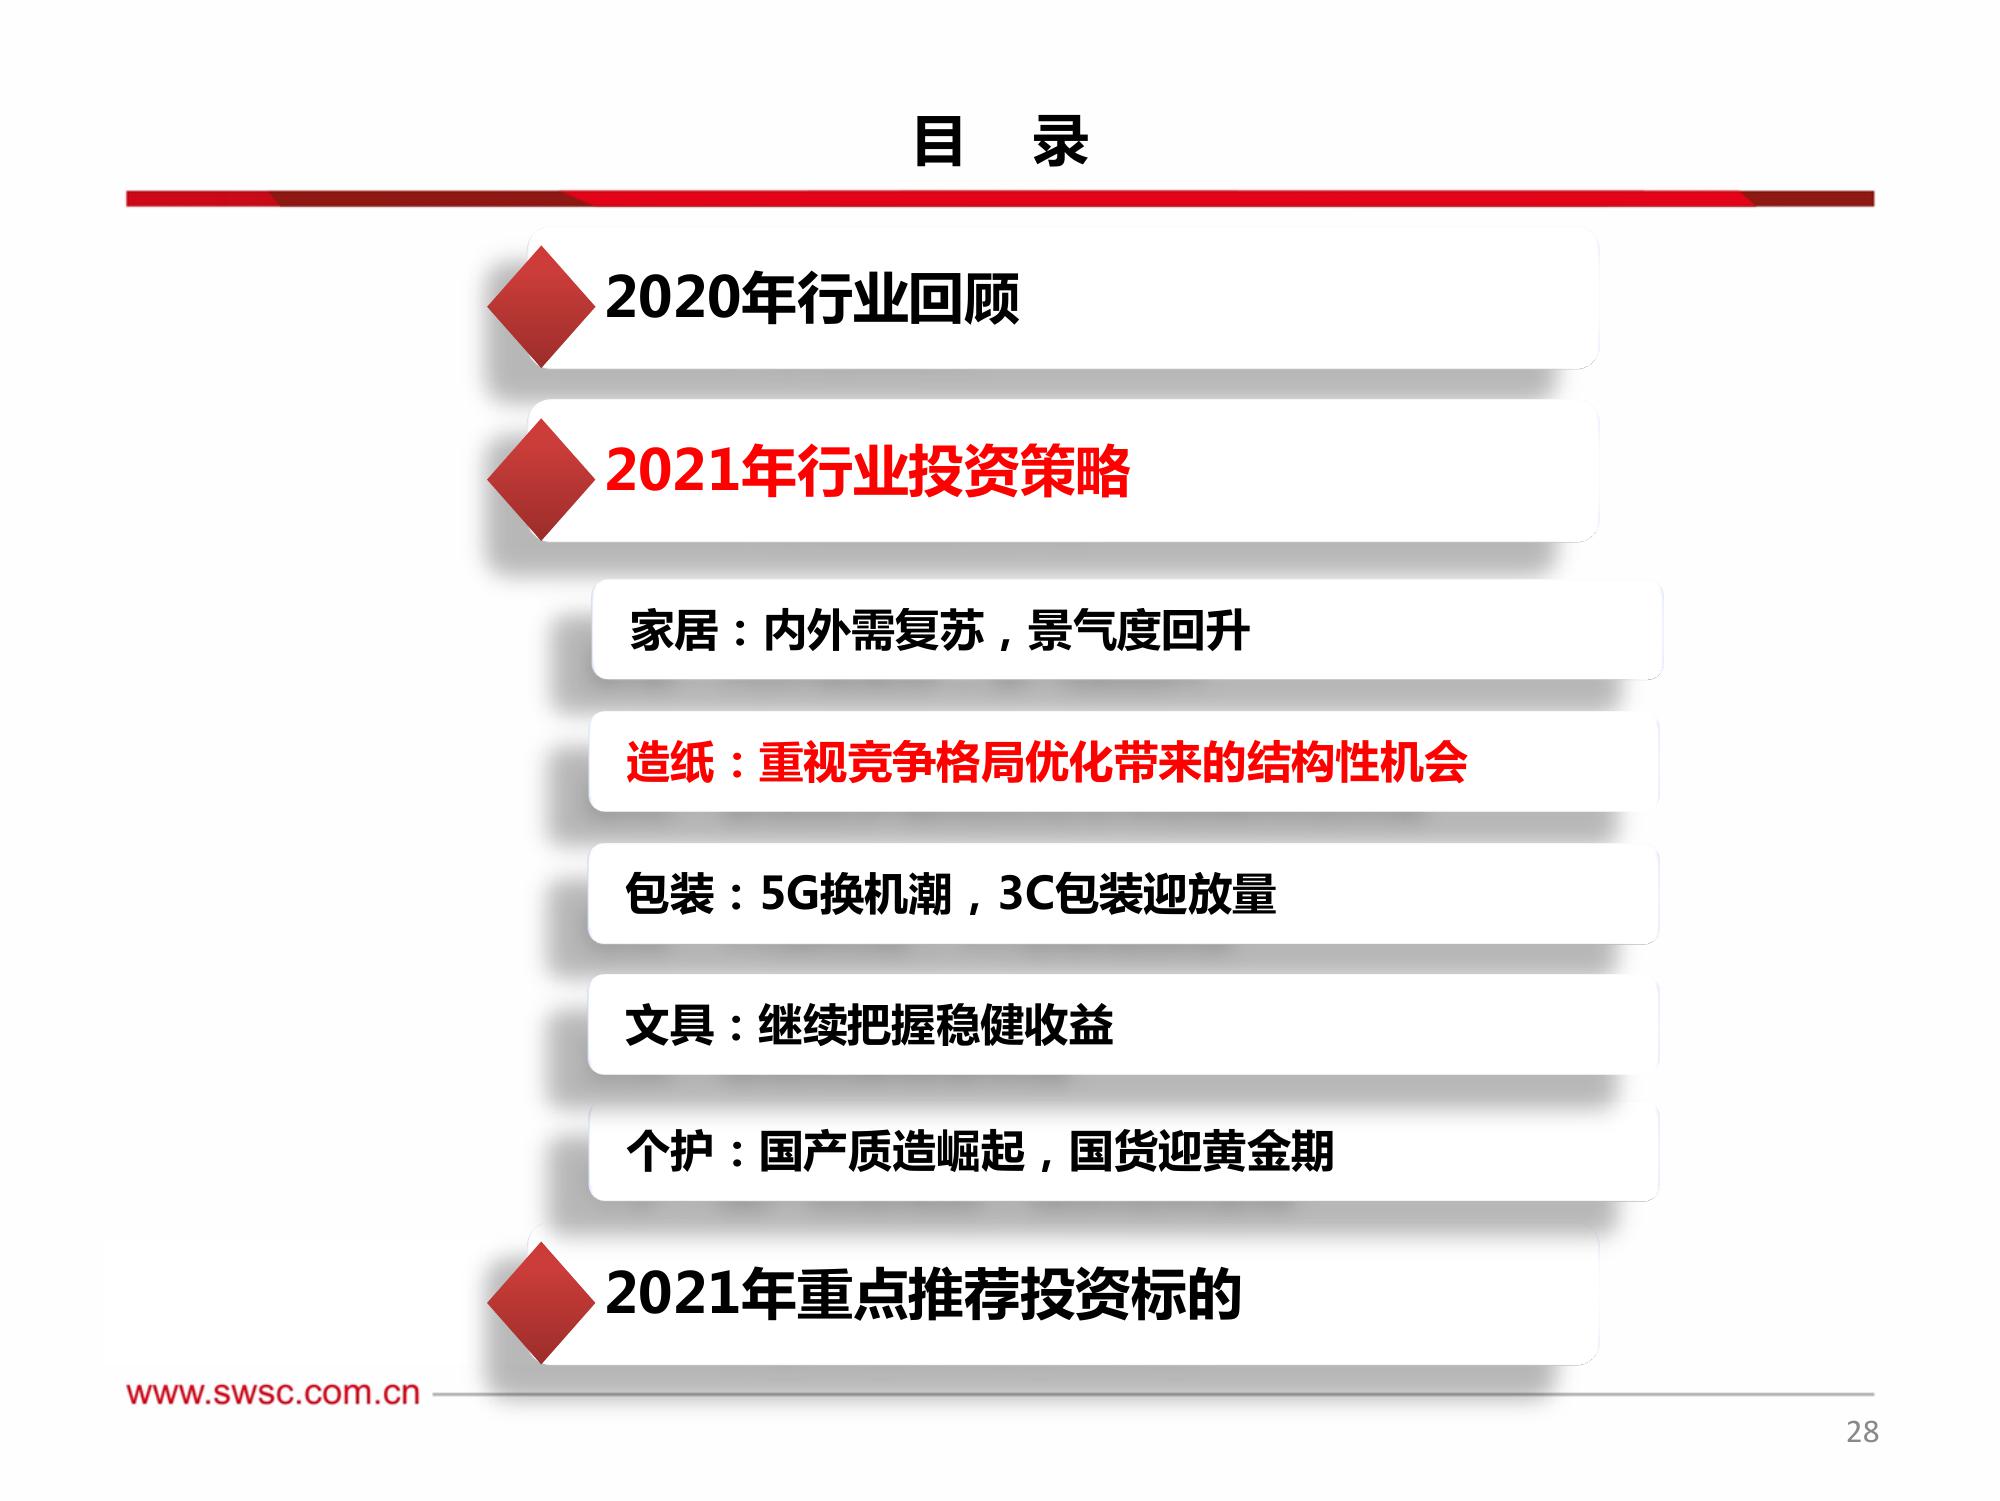 目 录
2020年行业回顾
2021年行业投资策略
家居：内外需复苏，景气度回升
造纸：重视竞争格局优化带来的结构性机会
包装：5G换机潮，3C包装迎放量
文具：继续把握稳健收益
个护：国产质造崛起，国货迎黄金期
2021年重点推荐投资标的
www.swsc.com.cn
28